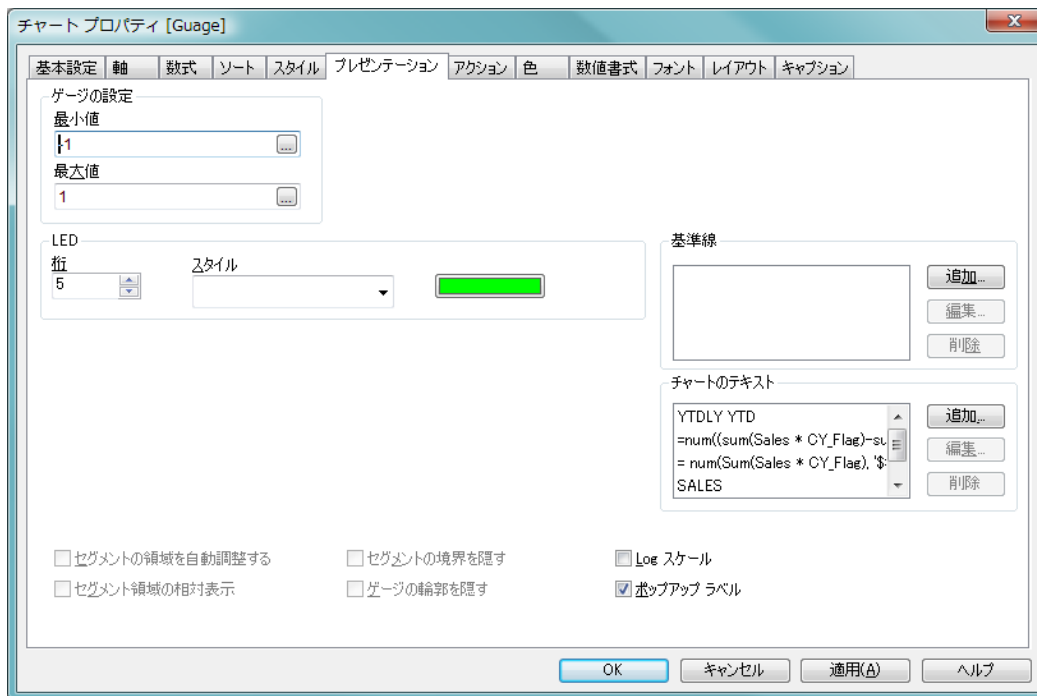 チャート プロパティ [Guage]
基本設定 軸 数式 ソート スタイル プレゼンテーション アクション 色 数値書式 フォント レイアウト キャプション
ゲージの設定
最小値
-1
最大値
1
LED
桁
5
スタイル
基準線
追加...
編集...
削除
チャートのテキスト
YTDLY YTD
=num((sum(Sales * CY_Flag)-su
= num(Sum(Sales * CY_Flag), '$
SALES
追加...
編集...
削除
セグメントの領域を自動調整する
セグメントの境界を隠す
Log スケール
セグメント領域の相対表示
ゲージの輪郭を隠す
ポップアップ ラベル
OK キャンセル 適用(A) ヘルプ